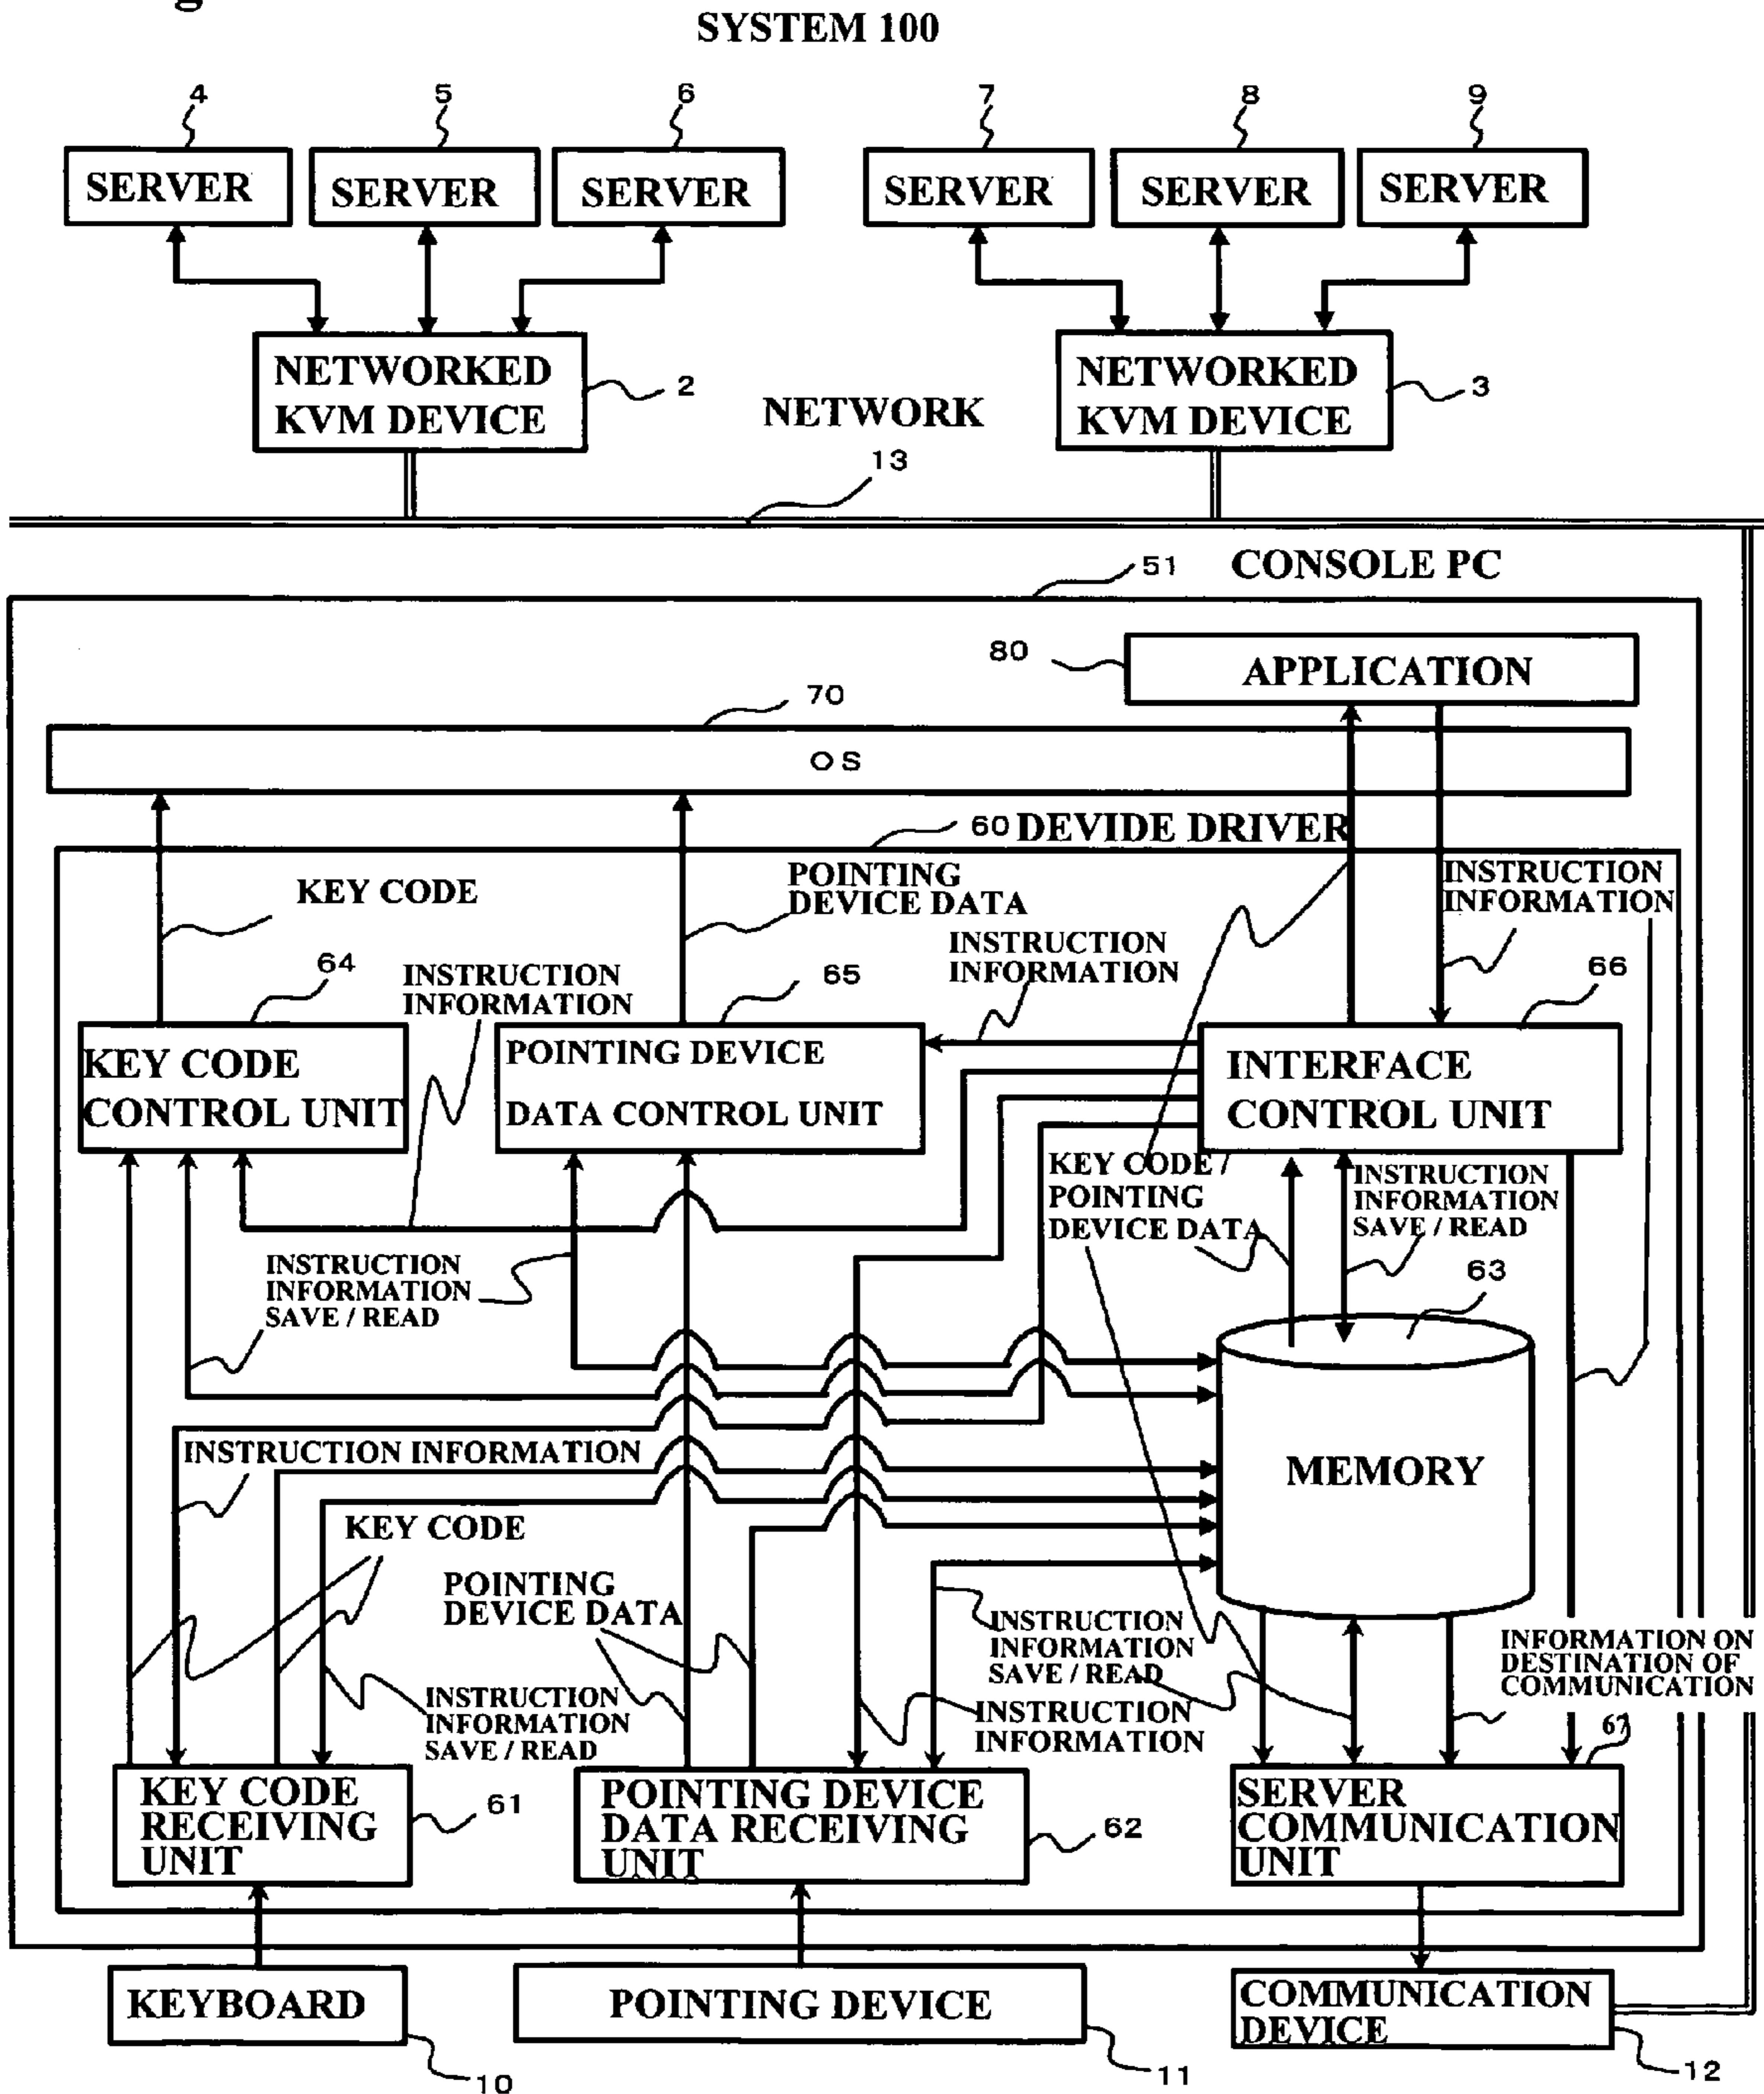 SYSTEM 100
4
5
6
7
8
9
SERVER
SERVER
SERVER
SERVER
SERVER
SERVER
NETWORKED
KVM DEVICE
2
NETWORK
NETWORKED
KVM DEVICE
3
13
51
CONSOLE PC
80
APPLICATION
70
OS
60
DEVIDE DRIVER
KEY CODE
POINTING
DEVICE DATA
INSTRUCTION
INFORMATION
64
INSTRUCTION
INFORMATION
65
INSTRUCTION
INFORMATION
66
KEY CODE
CONTROL UNIT
POINTING DEVICE
DATA CONTROL UNIT
INTERFACE
CONTROL UNIT
KEY CODE /
POINTING
DEVICE DATA
INSTRUCTION
INFORMATION
SAVE / READ
INSTRUCTION
INFORMATION
SAVE / READ
63
MEMORY
INSTRUCTION INFORMATION
KEY CODE
POINTING
DEVICE DATA
INSTRUCTION
INFORMATION
SAVE / READ
INFORMATION ON
DESTINATION OF
COMMUNICATION
INSTRUCTION
INFORMATION
SAVE / READ
INSTRUCTION
INFORMATION
67
KEY CODE
RECEIVING
UNIT
61
POINTING DEVICE
DATA RECEIVING
UNIT
62
SERVER
COMMUNICATION
UNIT
KEYBOARD
10
POINTING DEVICE
11
COMMUNICATION
DEVICE
12